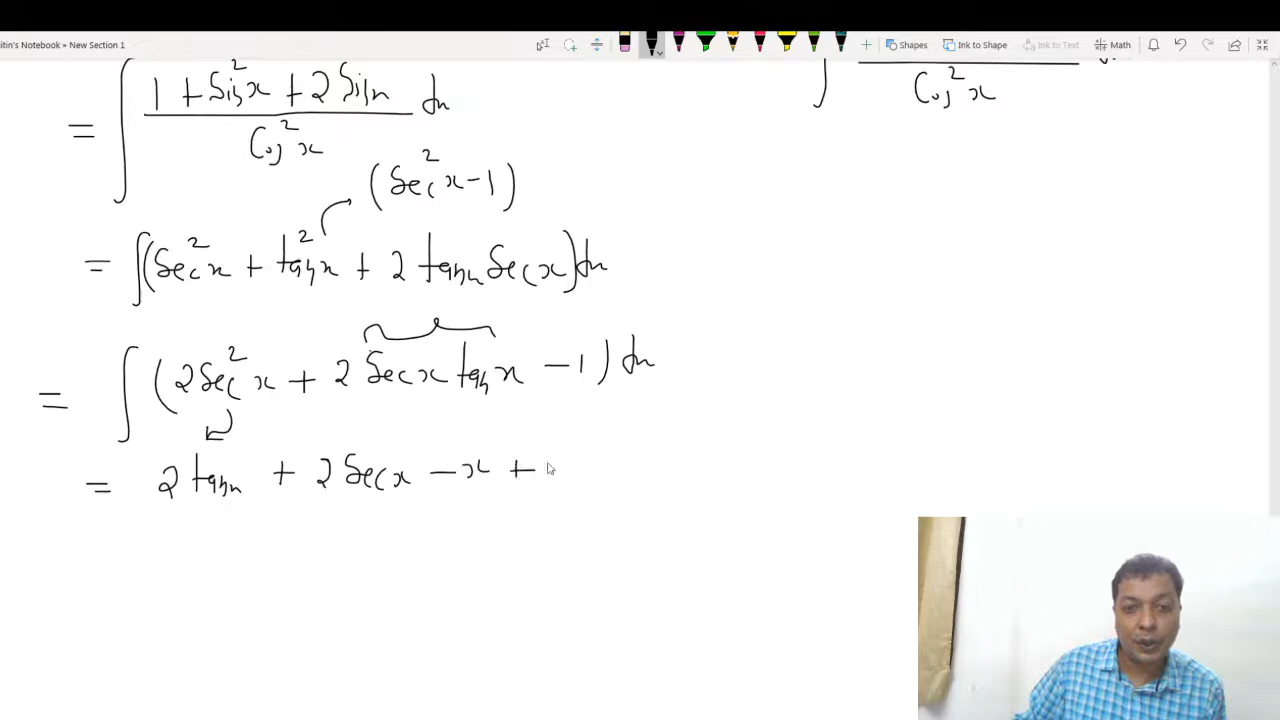 itin's Notebook » New Section 1
Shapes
Ink to Shape
Ink to Text
Math
= ∫ (1 + Sin²x + 2 Sinx) / Cos²x dx
∫ / Cos²x
(Sec²x - 1)
= ∫(Sec²x + tan²x + 2 tanx Secx) dx
= ∫ (2Sec²x + 2 Secx tanx - 1) dx
= 2 tanx + 2 Secx - x +